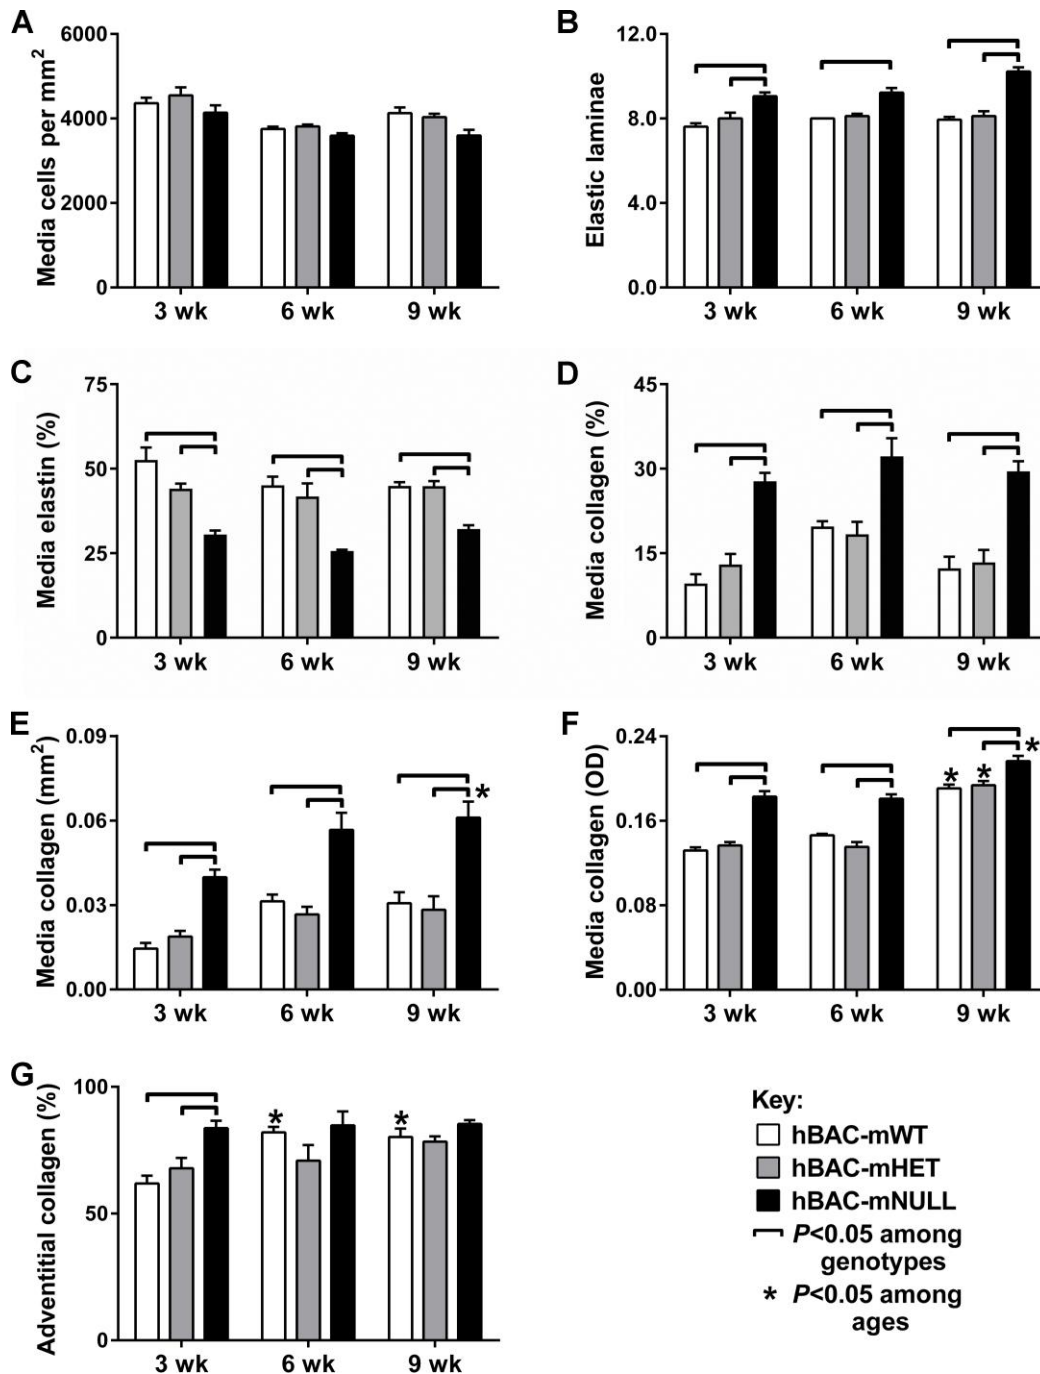 A
Media cells per mm²
6000
4000
2000
0
3 wk 6 wk 9 wk
B
Elastic laminae
12.0
8.0
4.0
0.0
3 wk 6 wk 9 wk
C
Media elastin (%)
75
50
25
0
3 wk 6 wk 9 wk
D
Media collagen (%)
45
30
15
0
3 wk 6 wk 9 wk
E
Media collagen (mm²)
0.09
0.06
0.03
0.00
*
3 wk 6 wk 9 wk
F
Media collagen (OD)
0.24
0.16
0.08
0.00
* * *
3 wk 6 wk 9 wk
G
Adventitial collagen (%)
100
50
0
* *
3 wk 6 wk 9 wk
Key:
hBAC-mWT
hBAC-mHET
hBAC-mNULL
P<0.05 among
genotypes
* P<0.05 among
ages